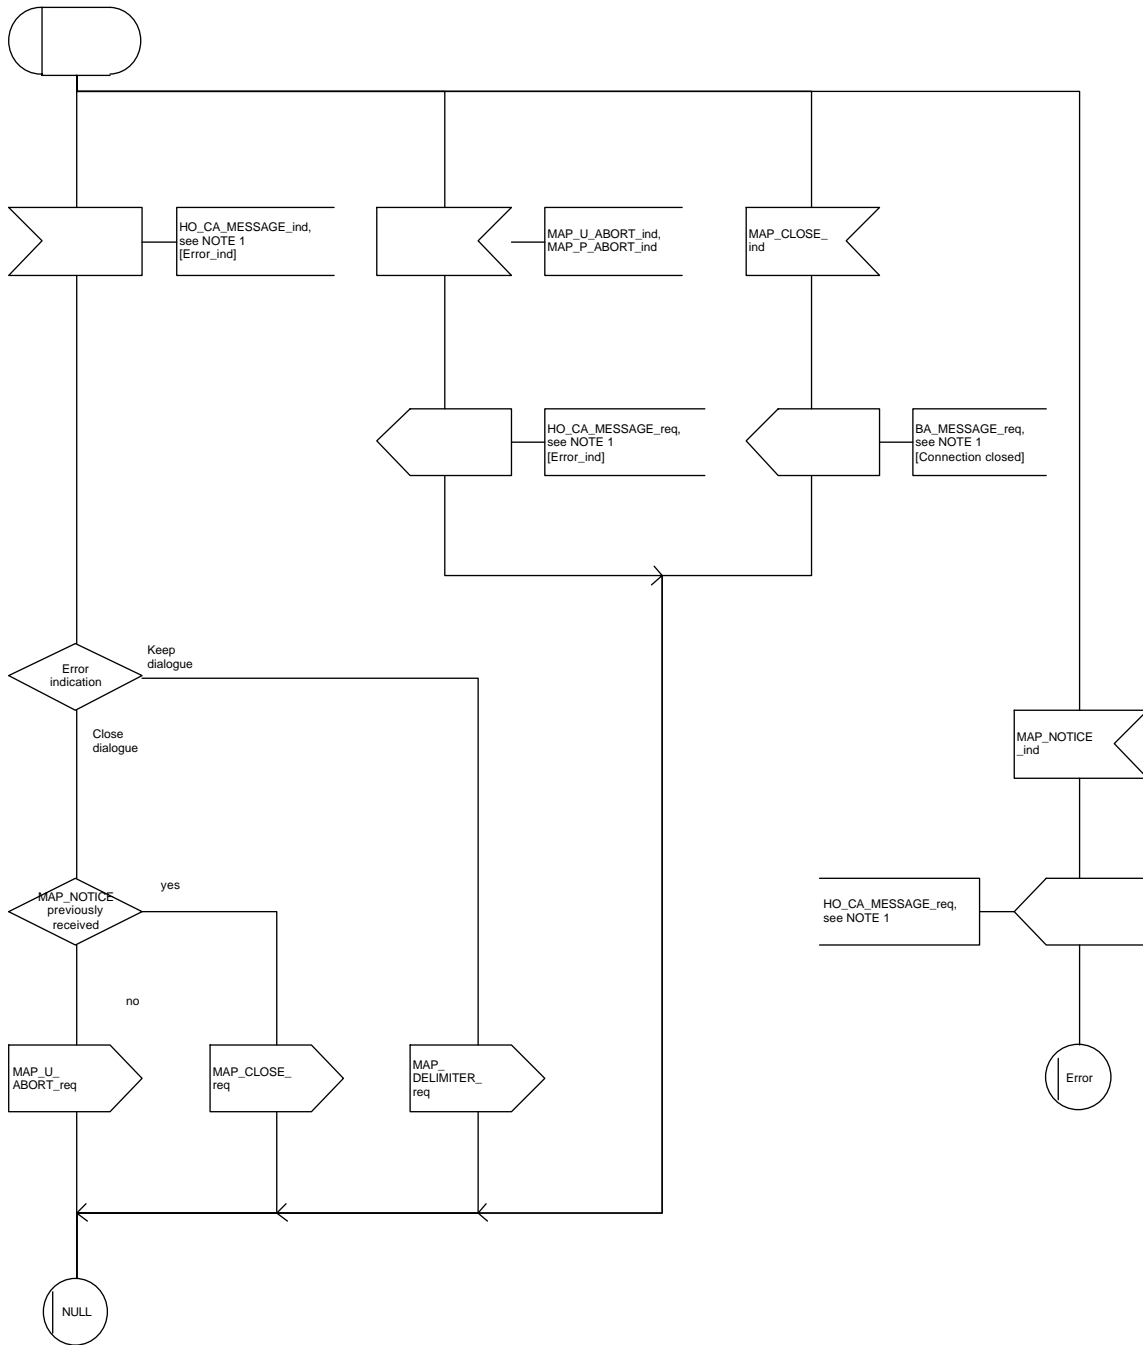 HO_CA_MESSAGE_ind,
see NOTE 1
[Error_ind]
MAP_U_ABORT_ind,
MAP_P_ABORT_ind
MAP_CLOSE_
ind
HO_CA_MESSAGE_req,
see NOTE 1
[Error_ind]
BA_MESSAGE_req,
see NOTE 1
[Connection closed]
Error
indication
Keep
dialogue
Close
dialogue
MAP_NOTICE
_ind
MAP_NOTICE
previously
received
yes
no
HO_CA_MESSAGE_req,
see NOTE 1
MAP_U_
ABORT_req
MAP_CLOSE_
req
MAP_
DELIMITER_
req
Error
NULL